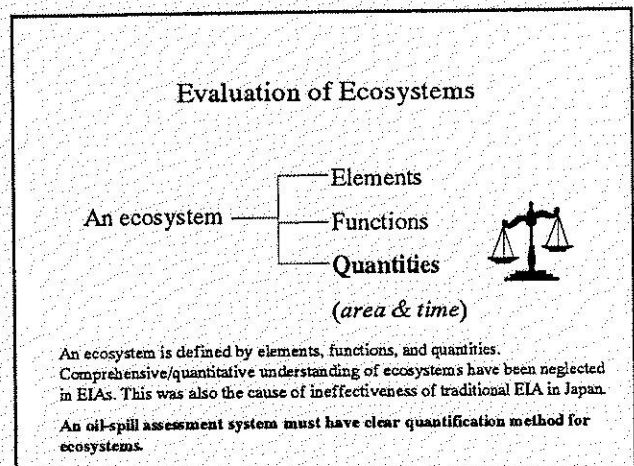 Evaluation of Ecosystems
Elements
An ecosystem
Functions
Quantities
(area & time)
An ecosystem is defined by elements, functions, and quantities.
Comprehensive/quantitative understanding of ecosystems have been neglected
in EIAs. This was also the cause of ineffectiveness of traditional EIA in Japan.
An oil-spill assessment system must have clear quantification method for
ecosystems.